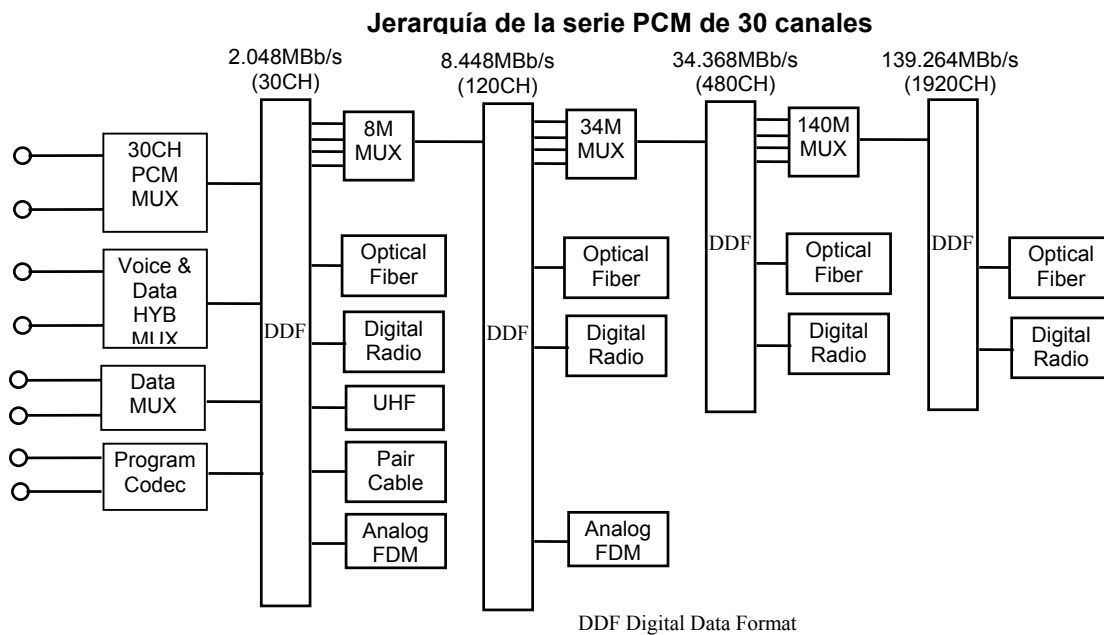 Jerarquía de la serie PCM de 30 canales
2.048MBb/s
(30CH)
8.448MBb/s
(120CH)
34.368MBb/s
(480CH)
139.264MBb/s
(1920CH)
30CH
PCM
MUX
Voice &
Data
HYB
MUX
Data
MUX
Program
Codec
DDF
8M
MUX
Optical
Fiber
Digital
Radio
UHF
Pair
Cable
Analog
FDM
DDF
34M
MUX
Optical
Fiber
Digital
Radio
Analog
FDM
DDF
140M
MUX
Optical
Fiber
Digital
Radio
DDF
Optical
Fiber
Digital
Radio
DDF Digital Data Format